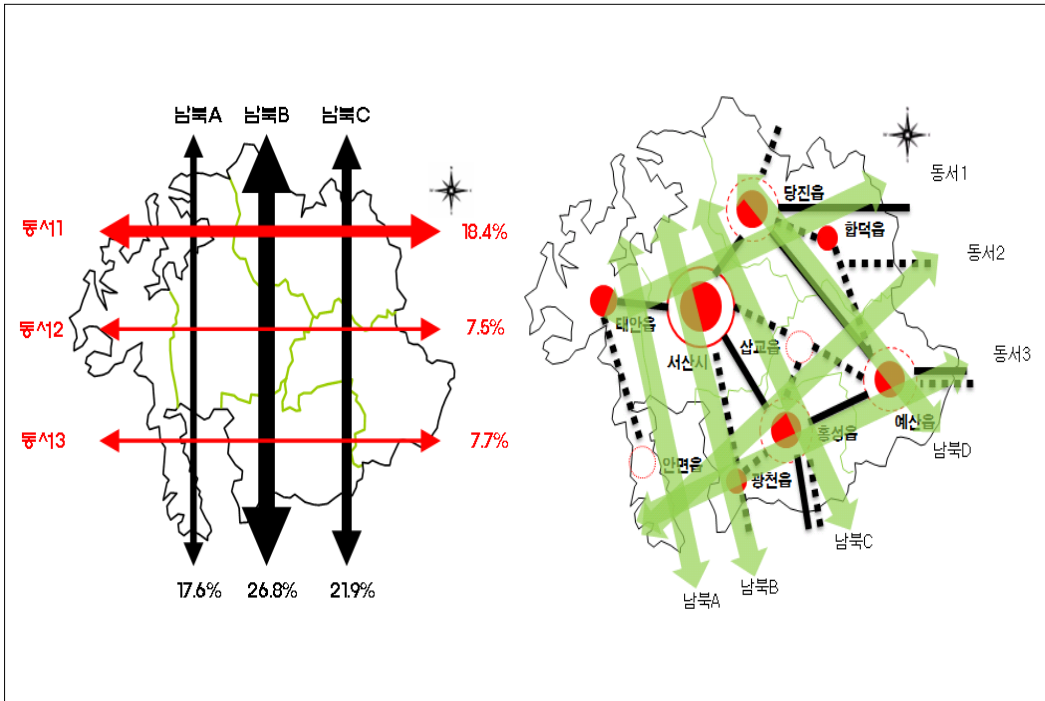 남북A 남북B 남북C
동서1 18.4%
동서2 7.5%
동서3 7.7%
17.6% 26.8% 21.9%
동서1
당진읍
합덕읍
동서2
태안읍
삽교읍
서산시
동서3
예산읍
홍성읍
남북D
안면읍
광천읍
남북C
남북B
남북A